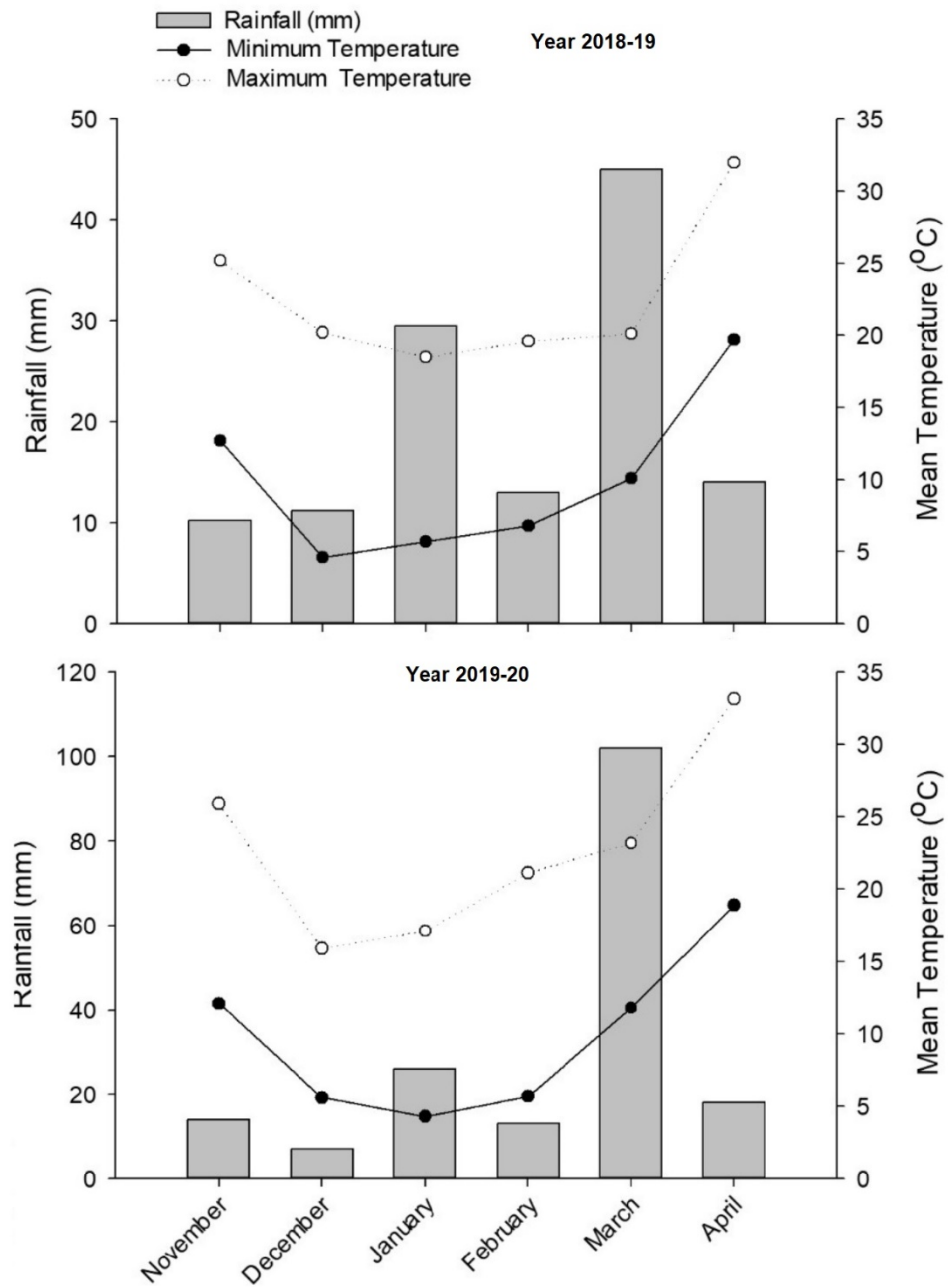 Rainfall (mm)
Minimum Temperature
Maximum Temperature
Year 2018-19
50
40
30
20
10
0
Rainfall (mm)
35
30
25
20
15
10
5
0
Mean Temperature (°C)
Year 2019-20
120
100
80
60
40
20
0
Rainfall (mm)
35
30
25
20
15
10
5
0
Mean Temperature (°C)
November
December
January
February
March
April